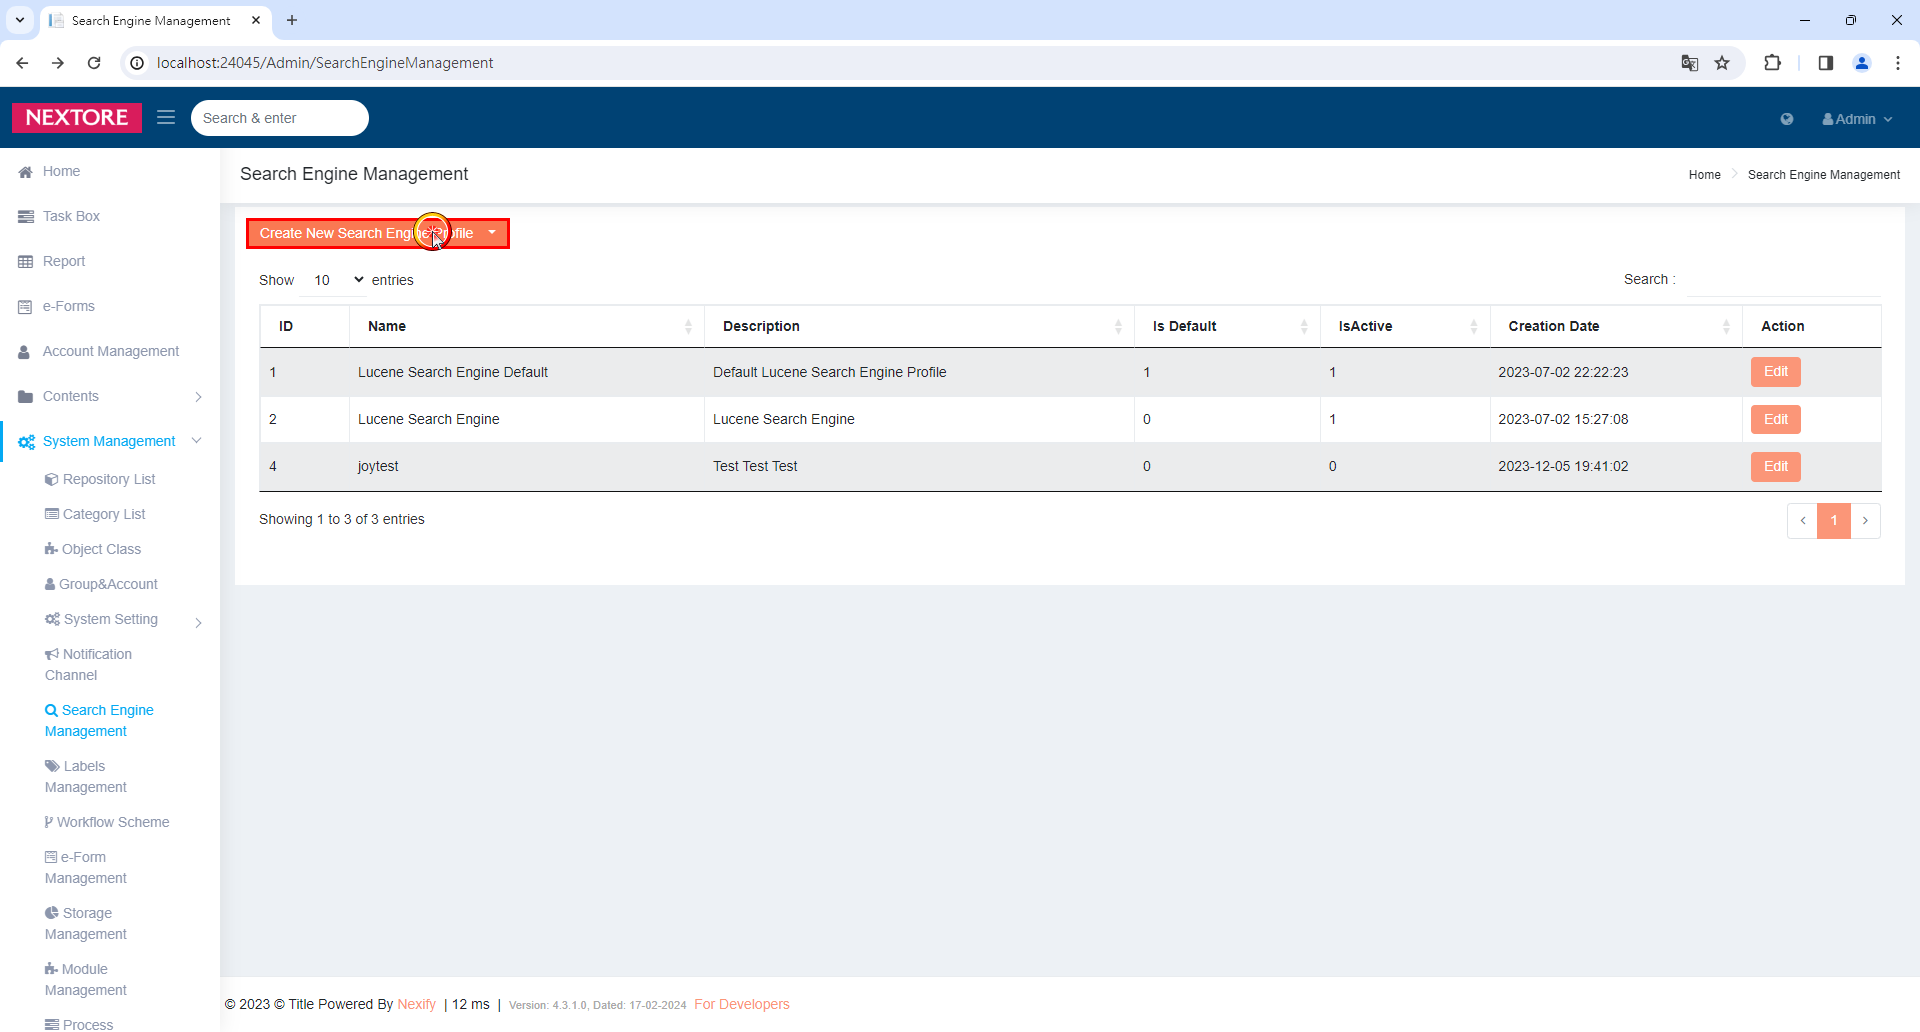 Search Engine Management
localhost:24045/Admin/SearchEngineManagement
NEXTORE
Search & enter
Admin
Home
Task Box
Report
e-Forms
Account Management
Contents
System Management
Repository List
Category List
Object Class
Group&Account
System Setting
Notification
Channel
Search Engine
Management
Labels
Management
Workflow Scheme
e-Form
Management
Storage
Management
Module
Management
Process
Search Engine Management
Home Search Engine Management
Create New Search Engine Profile
Show 10 entries
Search :
ID Name Description Is Default IsActive Creation Date Action
1 Lucene Search Engine Default Default Lucene Search Engine Profile 1 1 2023-07-02 22:22:23 Edit
2 Lucene Search Engine Lucene Search Engine 0 1 2023-07-02 15:27:08 Edit
4 joytest Test Test Test 0 0 2023-12-05 19:41:02 Edit
Showing 1 to 3 of 3 entries
‹ 1 ›
© 2023 © Title Powered By Nexify | 12 ms | Version: 4.3.1.0, Dated: 17-02-2024 For Developers